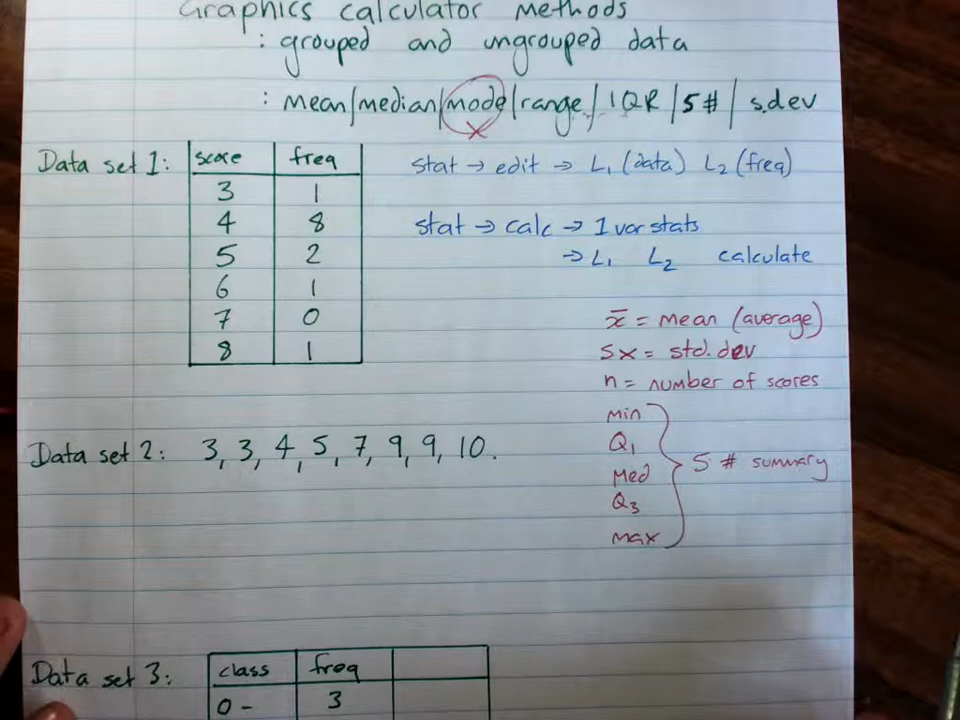 Graphics calculator methods
: grouped and ungrouped data
: mean/median/mode/range/IQR/5#/s.dev
Data set 1:
score freq
3 1
4 8
5 2
6 1
7 0
8 1
stat → edit → L₁ (data) L₂ (freq)
stat → calc → 1 var stats
→ L₁ L₂ calculate
x̄ = mean (average)
sx = std. dev
n = number of scores
Min
Q₁
Med
Q₃
max
5 # summary
Data set 2: 3, 3, 4, 5, 7, 9, 9, 10.
Data set 3:
class freq
0 - 3